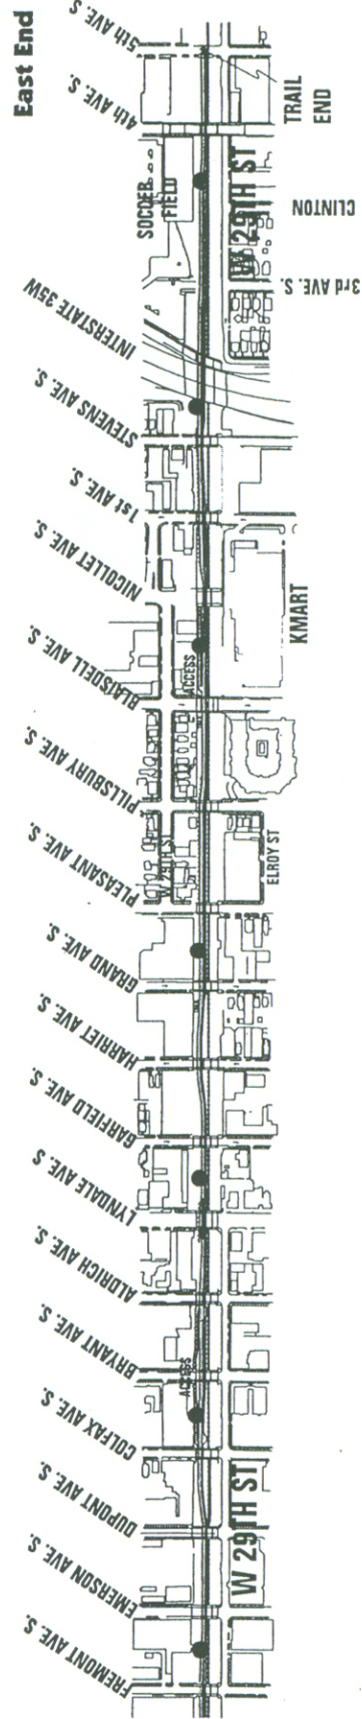 East End
5th AVE S.
4th AVE. S.
TRAIL
END
SOCCER
FIELD
W 29TH ST
CLINTON
3rd AVE S.
INTERSTATE 35W
STEVENS AVE S.
1st AVE S.
NICOLLET AVE S.
KMART
BLAISDELL AVE S.
ACCESS
PILLSBURY AVE S.
PLEASANT AVE S.
W 29TH ST
ELROY ST
GRAND AVE S.
HARRIET AVE S.
GARFIELD AVE S.
LYNDALE AVE S
ALDRICH AVE S.
BRYANT AVE S.
ACCESS
COLFAX AVE S.
DUPONT AVE S.
W 29TH ST
EMERSON AVE S.
FREMONT AVE S.